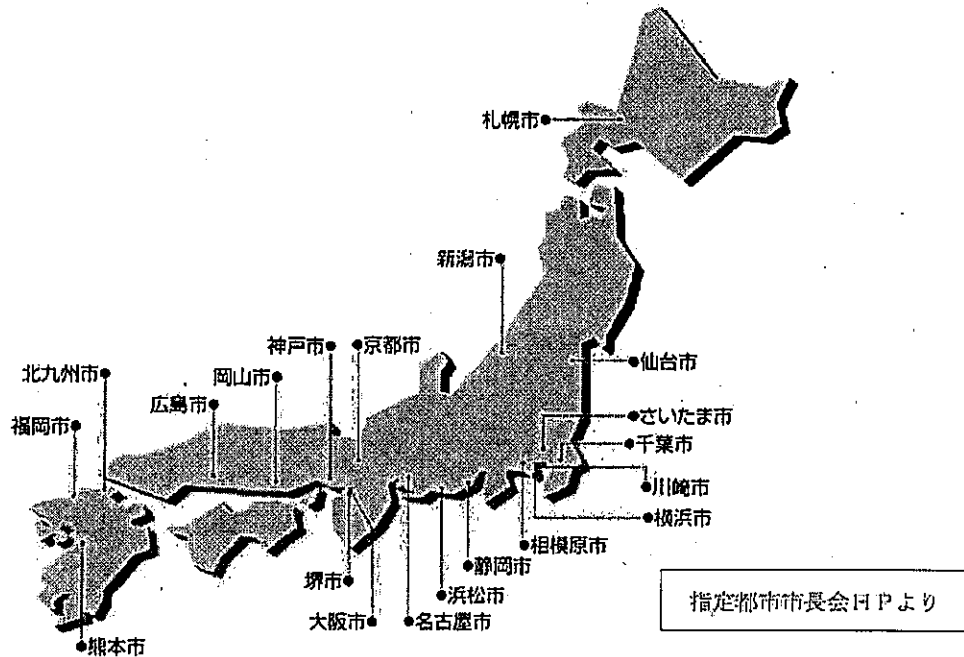 札幌市
新潟市
神戸市
京都市
仙台市
北九州市
岡山市
広島市
福岡市
さいたま市
千葉市
川崎市
横浜市
相模原市
静岡市
堺市
浜松市
大阪市
名古屋市
熊本市
指定都市市長会HPより